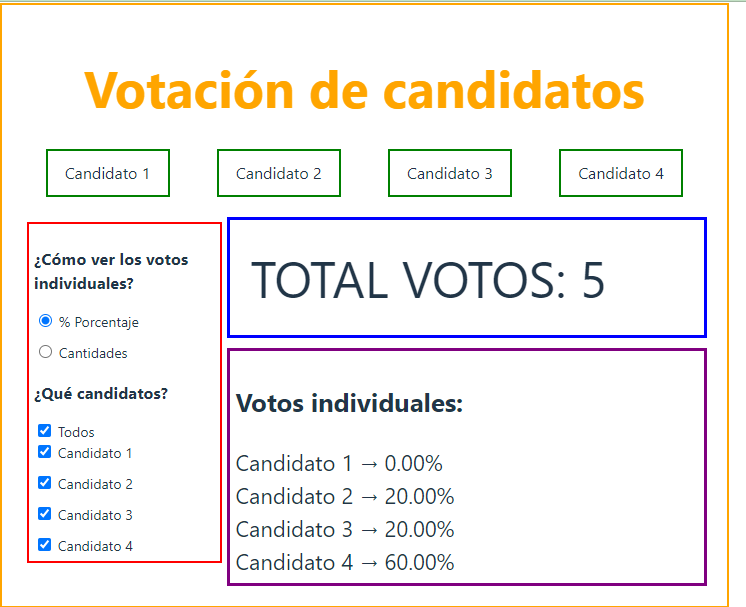 Votación de candidatos
Candidato 1
Candidato 2
Candidato 3
Candidato 4
¿Cómo ver los votos
individuales?
% Porcentaje
Cantidades
¿Qué candidatos?
Todos
Candidato 1
Candidato 2
Candidato 3
Candidato 4
TOTAL VOTOS: 5
Votos individuales:
Candidato 1 → 0.00%
Candidato 2 → 20.00%
Candidato 3 → 20.00%
Candidato 4 → 60.00%